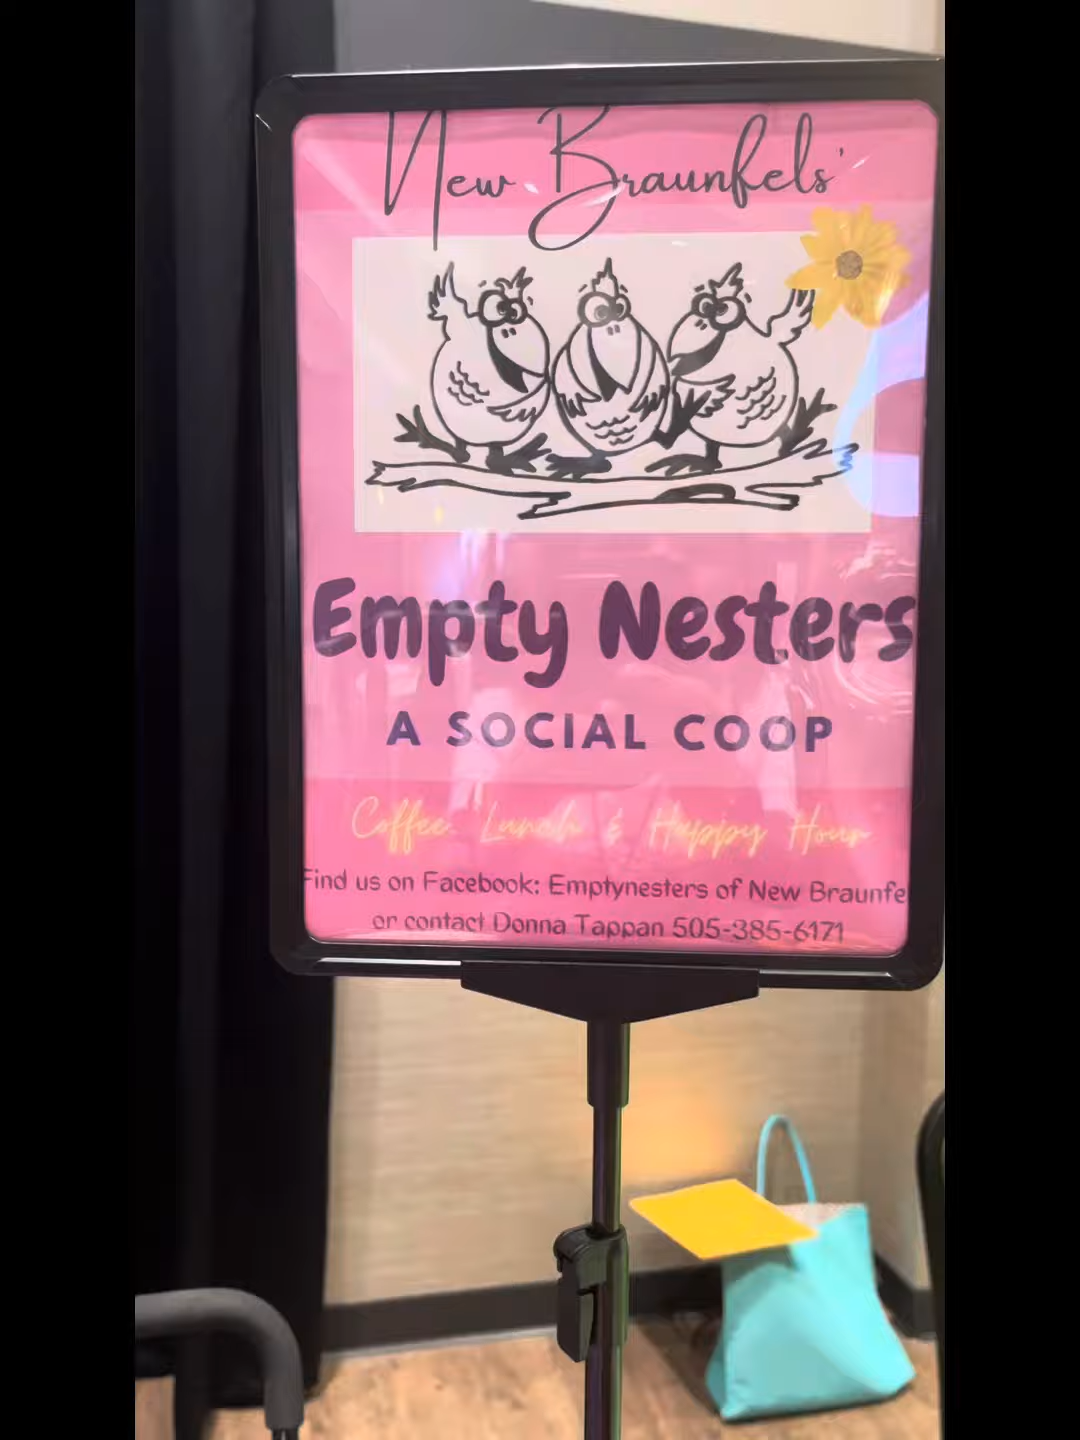 New Braunfels'
Empty Nesters
A SOCIAL COOP
Coffee, Lunch & Happy Hour
Find us on Facebook: Emptynesters of New Braunfe
or contact Donna Tappan 505-385-6171